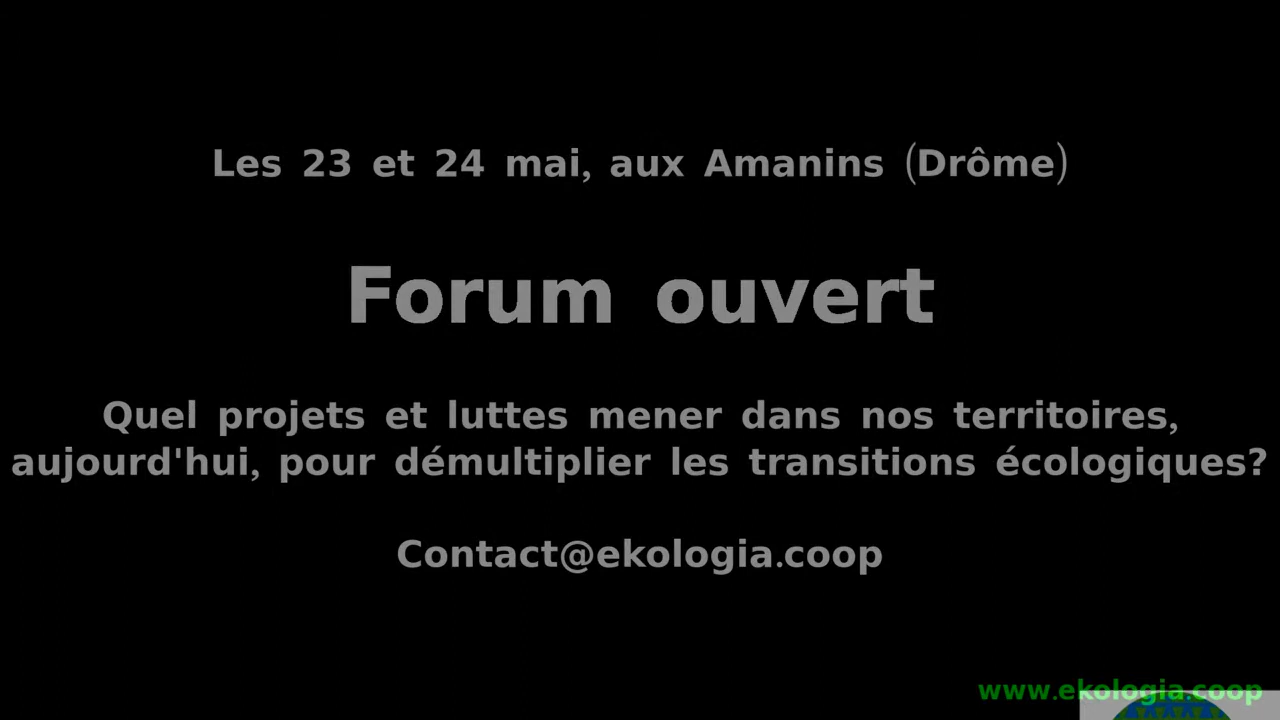 Les 23 et 24 mai, aux Amanins (Drôme)
Forum ouvert
Quel projets et luttes mener dans nos territoires,
aujourd'hui, pour démultiplier les transitions écologiques?
Contact@ekologia.coop
www.ekologia.coop